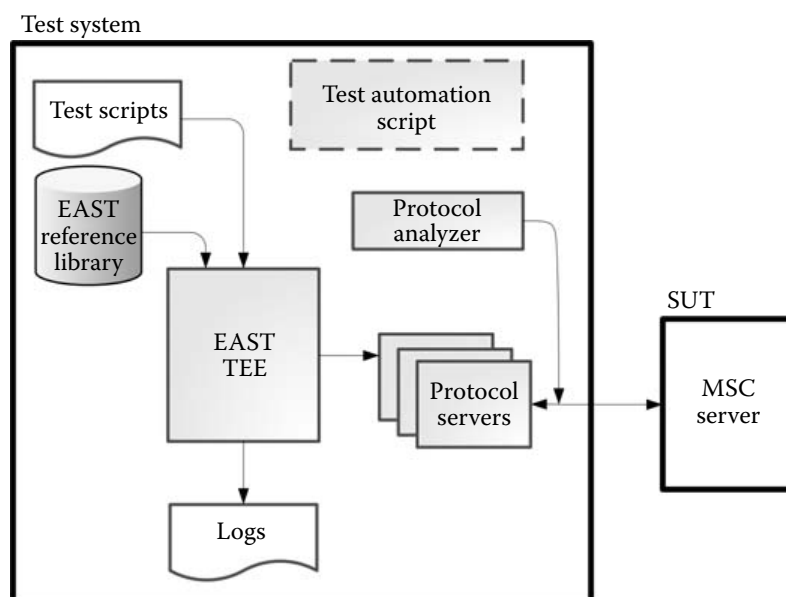 Test system
Test scripts
Test automation
script
EAST
reference
library
Protocol
analyzer
SUT
EAST
TEE
Protocol
servers
MSC
server
Logs